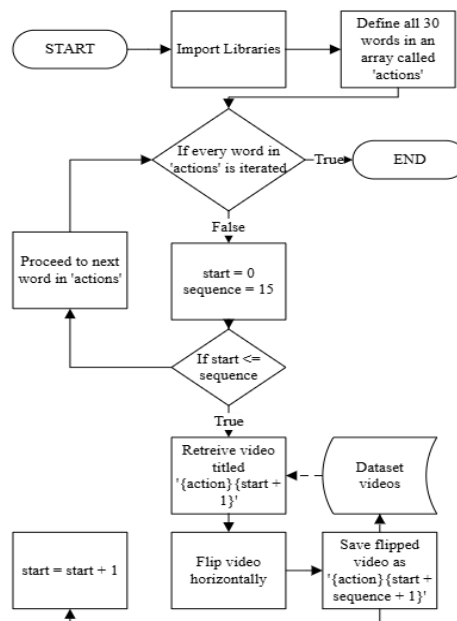 START
Import Libraries
Define all 30
words in an
array called
'actions'
If every word in
'actions' is iterated
True
END
False
Proceed to next
word in 'actions'
start = 0
sequence = 15
If start <=
sequence
True
Retreive video
titled
'{action}{start +
1}'
Dataset
videos
start = start + 1
Flip video
horizontally
Save flipped
video as
'{action}{start +
sequence + 1}'